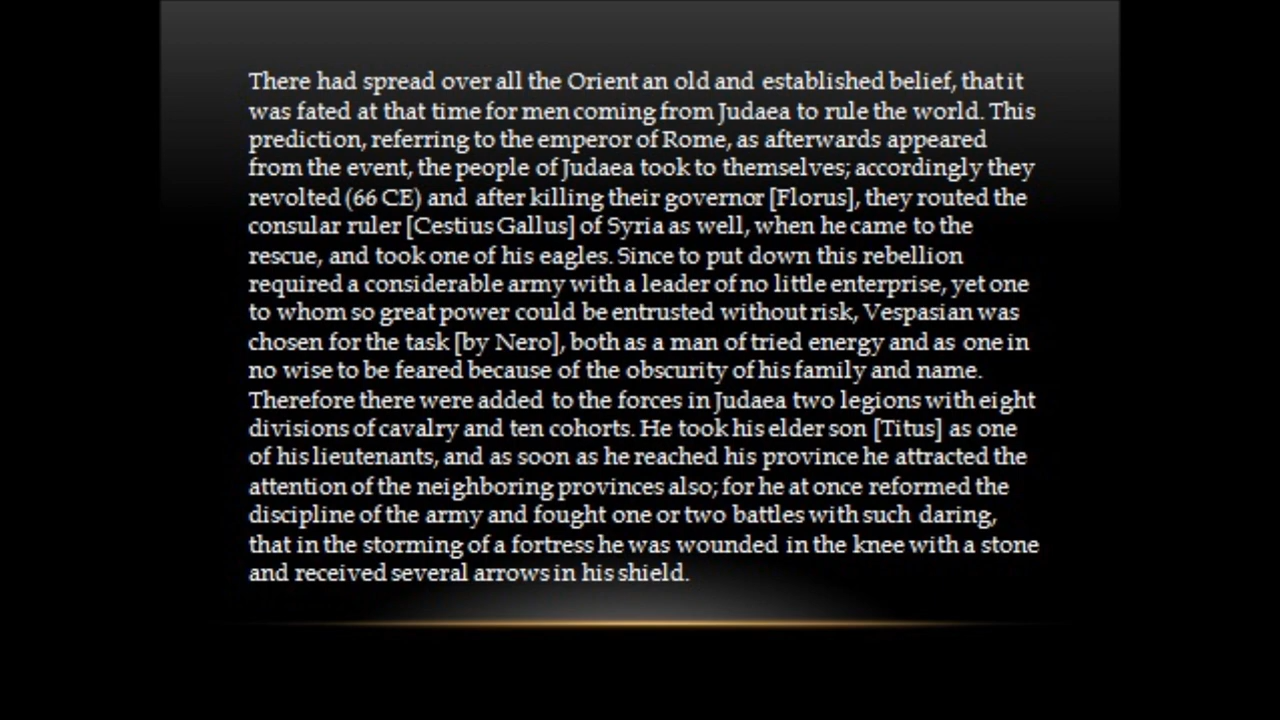 There had spread over all the Orient an old and established belief, that it
was fated at that time for men coming from Judaea to rule the world. This
prediction, referring to the emperor of Rome, as afterwards appeared
from the event, the people of Judaea took to themselves; accordingly they
revolted (66 CE) and after killing their governor [Florus], they routed the
consular ruler [Cestius Gallus] of Syria as well, when he came to the
rescue, and took one of his eagles. Since to put down this rebellion
required a considerable army with a leader of no little enterprise, yet one
to whom so great power could be entrusted without risk, Vespasian was
chosen for the task [by Nero], both as a man of tried energy and as one in
no wise to be feared because of the obscurity of his family and name.
Therefore there were added to the forces in Judaea two legions with eight
divisions of cavalry and ten cohorts. He took his elder son [Titus] as one
of his lieutenants, and as soon as he reached his province he attracted the
attention of the neighboring provinces also; for he at once reformed the
discipline of the army and fought one or two battles with such daring,
that in the storming of a fortress he was wounded in the knee with a stone
and received several arrows in his shield.